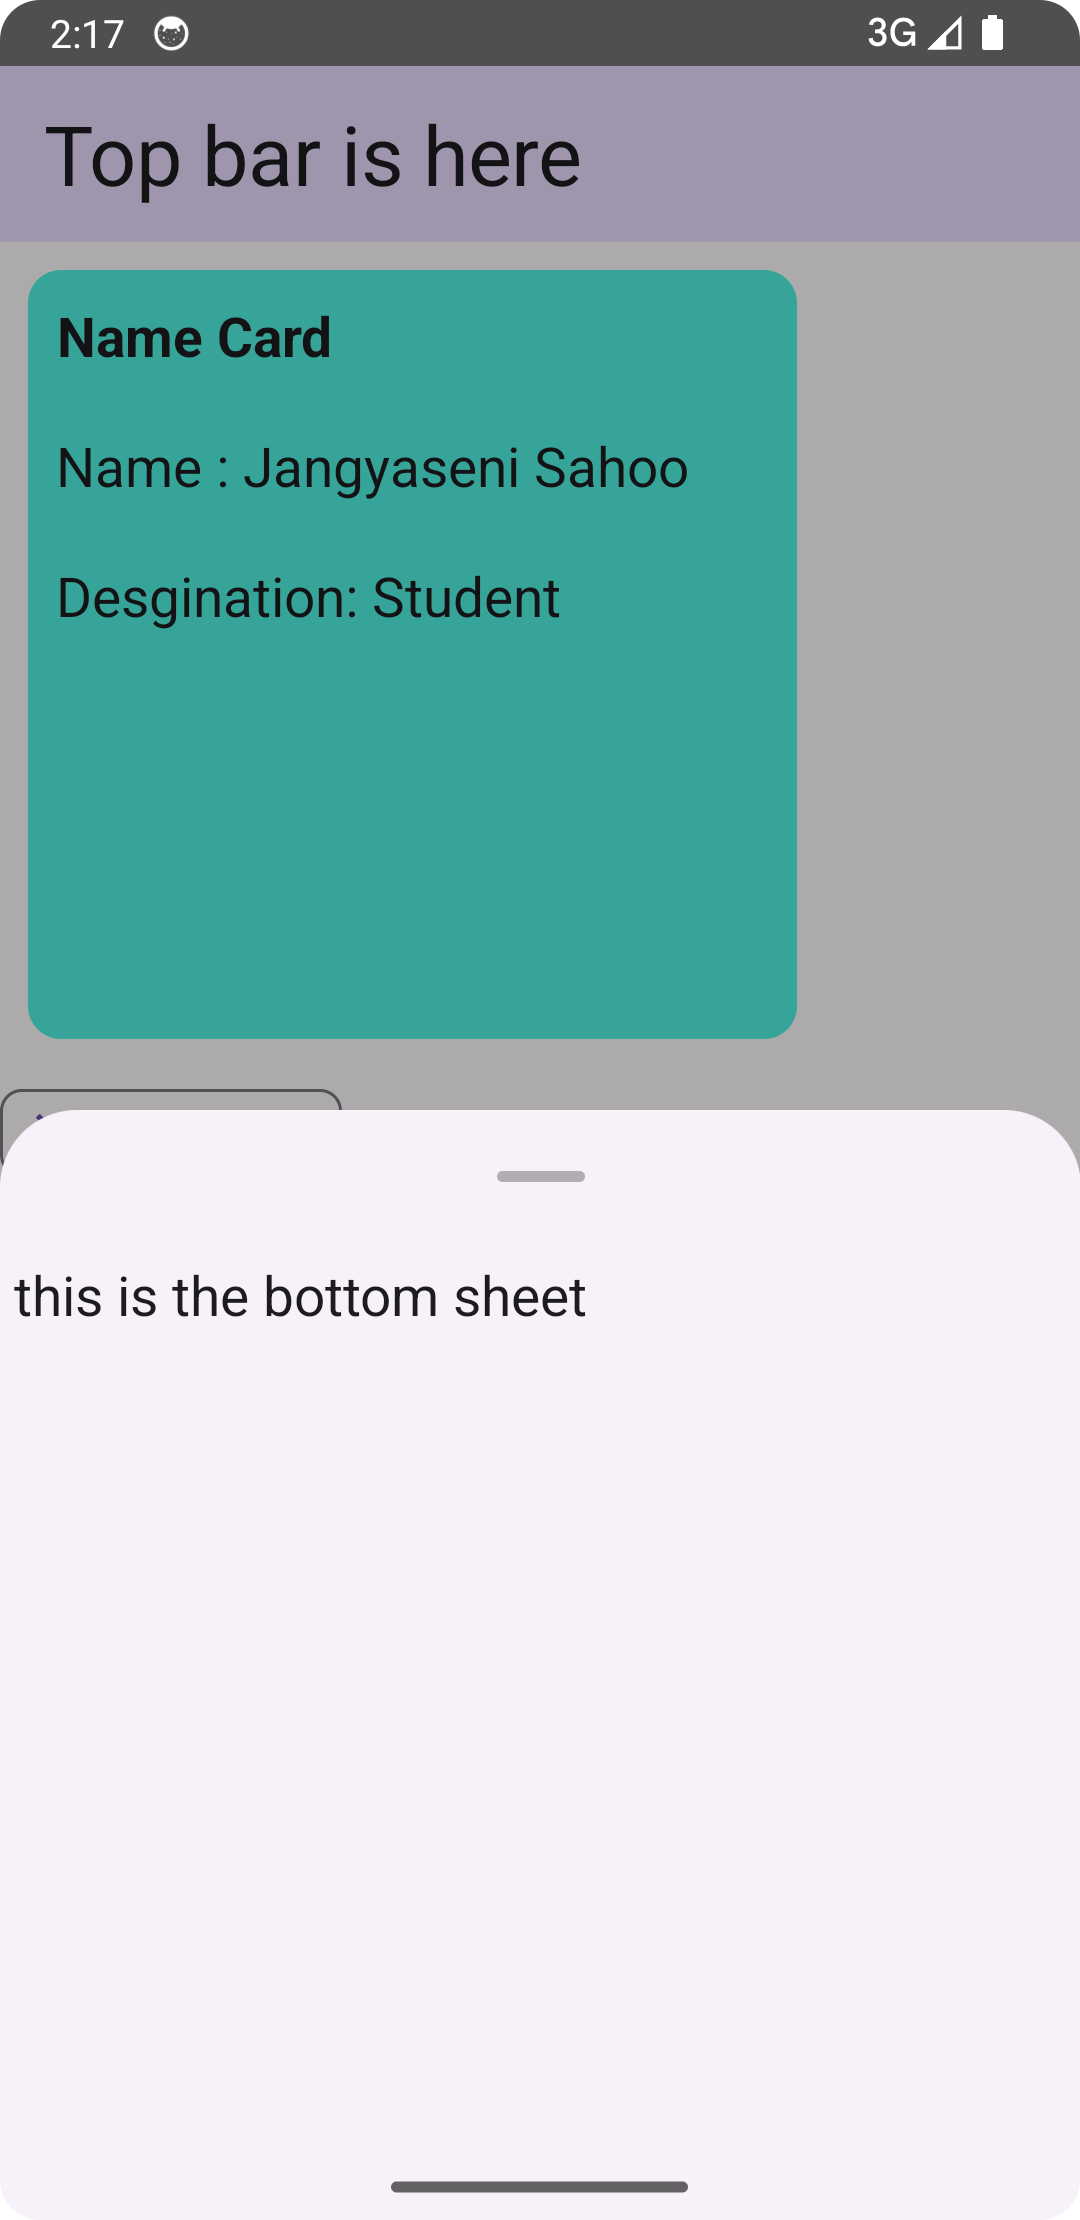 2:17
3G
Top bar is here
Name Card
Name : Jangyaseni Sahoo
Desgination: Student
this is the bottom sheet